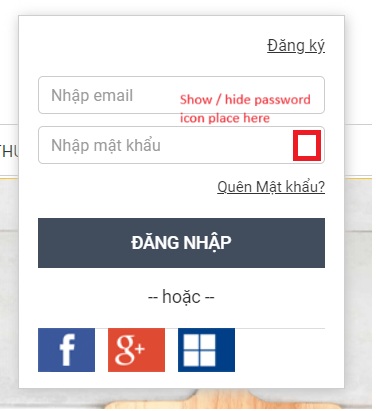 Đăng ký
Nhập email
Show / hide password
icon place here
THU
Nhập mật khẩu
Quên Mật khẩu?
ĐĂNG NHẬP
-- hoặc --
f
g+